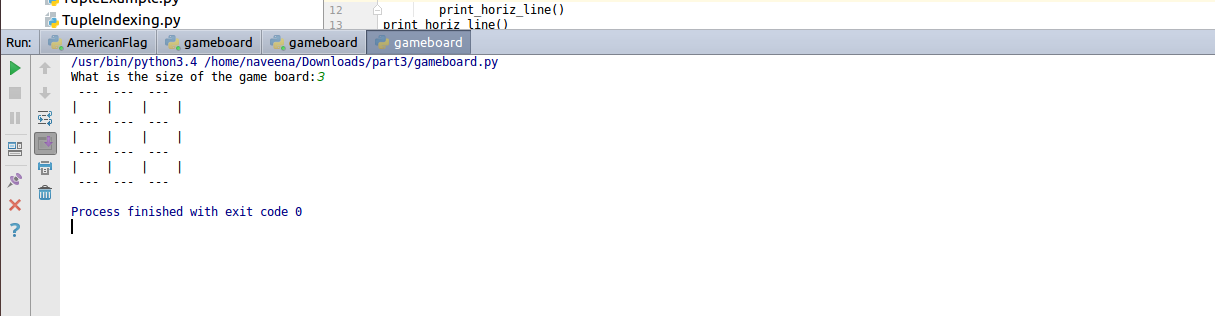 TupleExample.py
TupleIndexing.py
12 print_horiz_line()
13 print_horiz_line()
Run: AmericanFlag gameboard gameboard gameboard
/usr/bin/python3.4 /home/naveena/Downloads/part3/gameboard.py
What is the size of the game board:3
 ---  ---  ---
|    |    |    |
 ---  ---  ---
|    |    |    |
 ---  ---  ---
|    |    |    |
 ---  ---  ---
Process finished with exit code 0